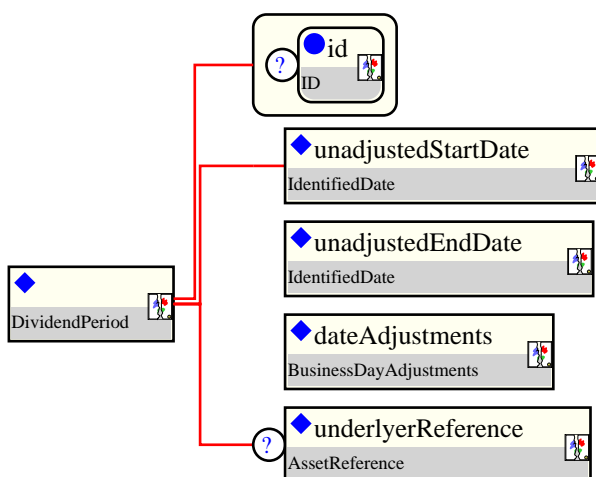 id
?
ID
unadjustedStartDate
IdentifiedDate
unadjustedEndDate
IdentifiedDate
DividendPeriod
dateAdjustments
BusinessDayAdjustments
underlyerReference
?
AssetReference